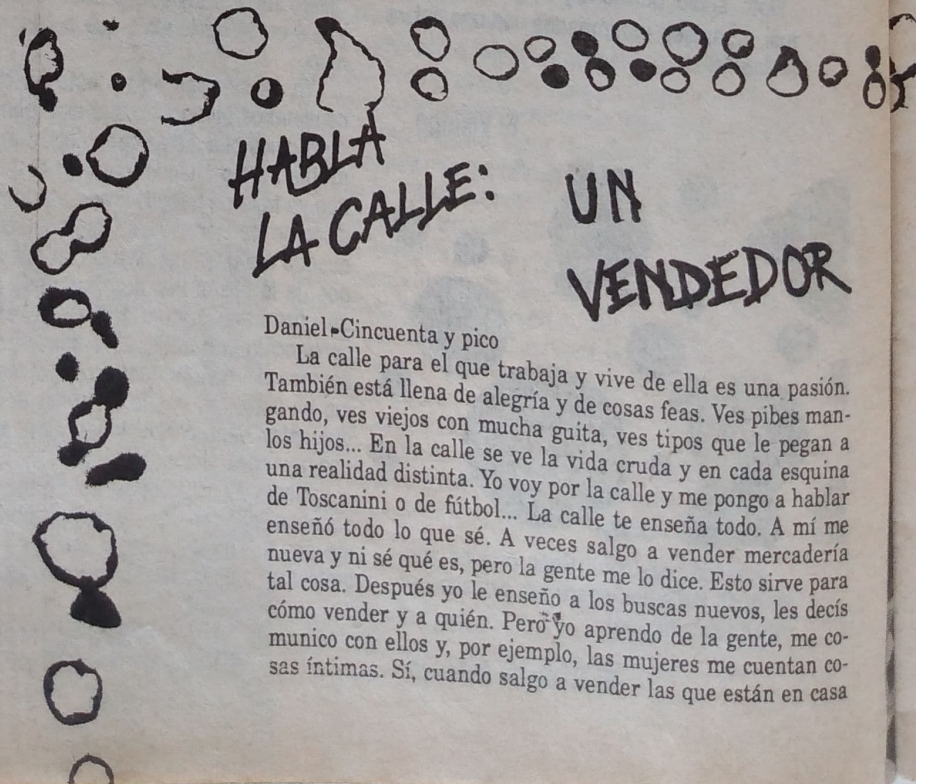 HABLA
LA CALLE:
UN
VENDEDOR
Daniel-Cincuenta y pico
La calle para el que trabaja y vive de ella es una pasión.
También está llena de alegría y de cosas feas. Ves pibes man-
gando, ves viejos con mucha guita, ves tipos que le pegan a
los hijos... En la calle se ve la vida cruda y en cada esquina
una realidad distinta. Yo voy por la calle y me pongo a hablar
de Toscanini o de fútbol... La calle te enseña todo. A mí me
enseñó todo lo que sé. A veces salgo a vender mercadería
nueva y ni sé qué es, pero la gente me lo dice. Esto sirve para
tal cosa. Después yo le enseño a los buscas nuevos, les decís
cómo vender y a quién. Pero yo aprendo de la gente, me co-
munico con ellos y, por ejemplo, las mujeres me cuentan co-
sas íntimas. Sí, cuando salgo a vender las que están en casa